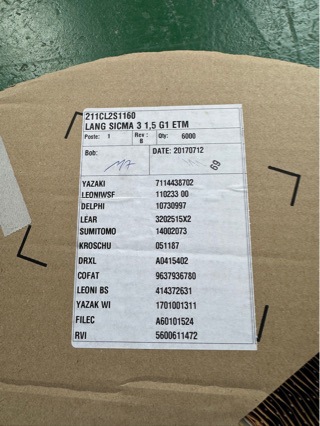 211CL2S1160
LANG SICMA 3 1,5 G1 ETM
Poste: 1 Rev: B Qty: 6000
Bob: DATE: 20170712
69
YAZAKI 7114438702
LEONIWSF 110233 00
DELPHI 10730997
LEAR 3202515X2
SUMITOMO 14002073
KROSCHU 051187
DRXL A0415402
COFAT 9637936780
LEONI BS 414372631
YAZAK WI 1701001311
FILEC A60101524
RVI 5600611472